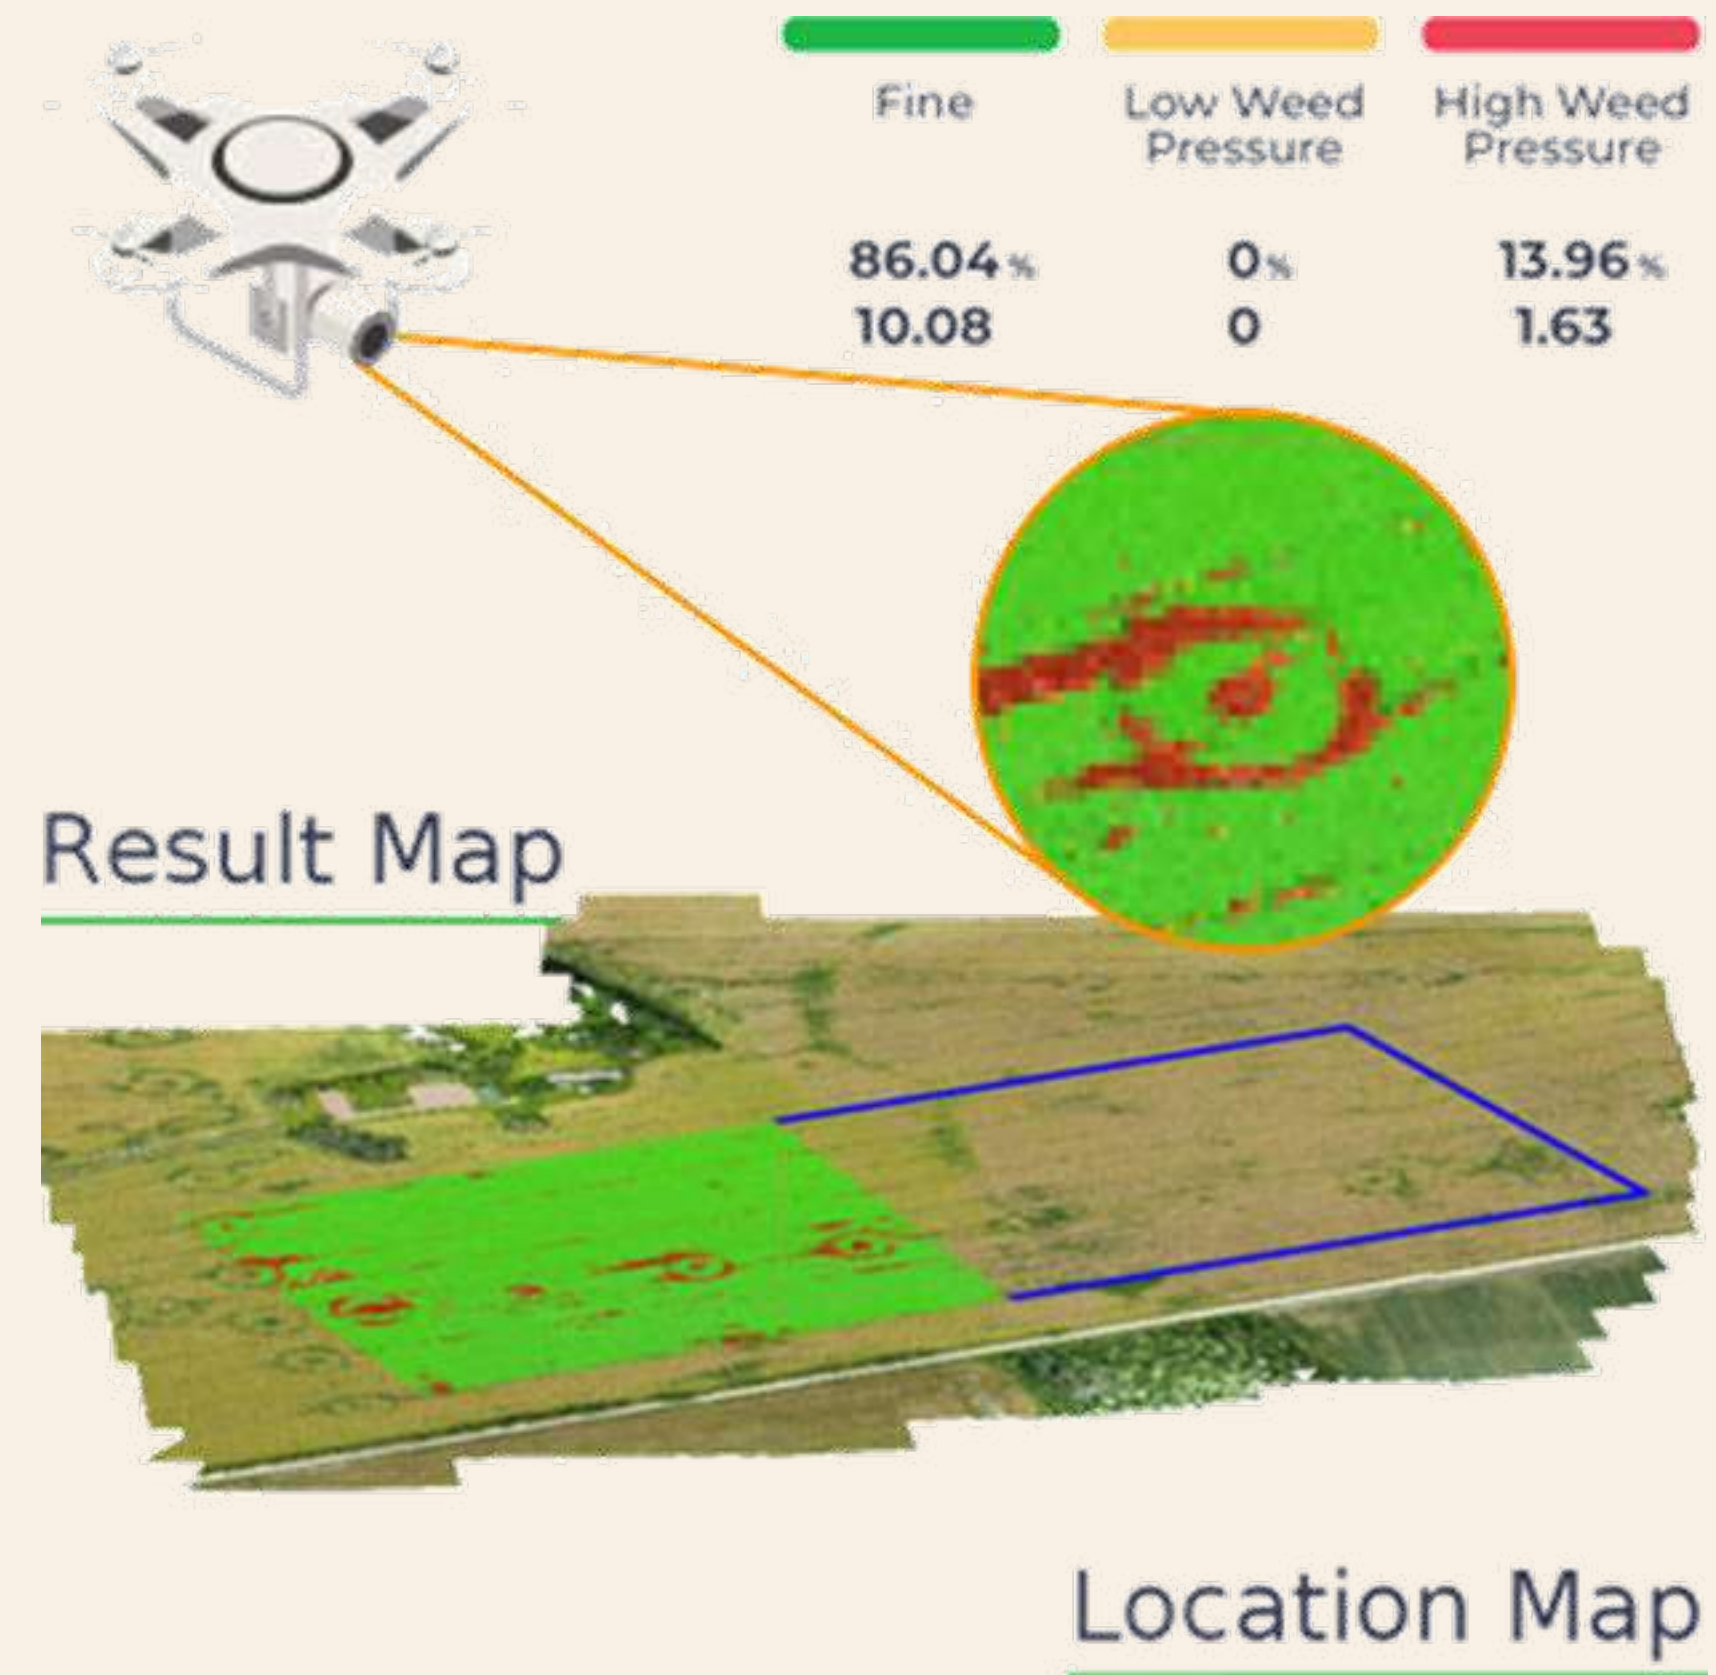 Fine
Low Weed
Pressure
High Weed
Pressure
86.04% 0% 13.96%
10.08 0 1.63
Result Map
Location Map